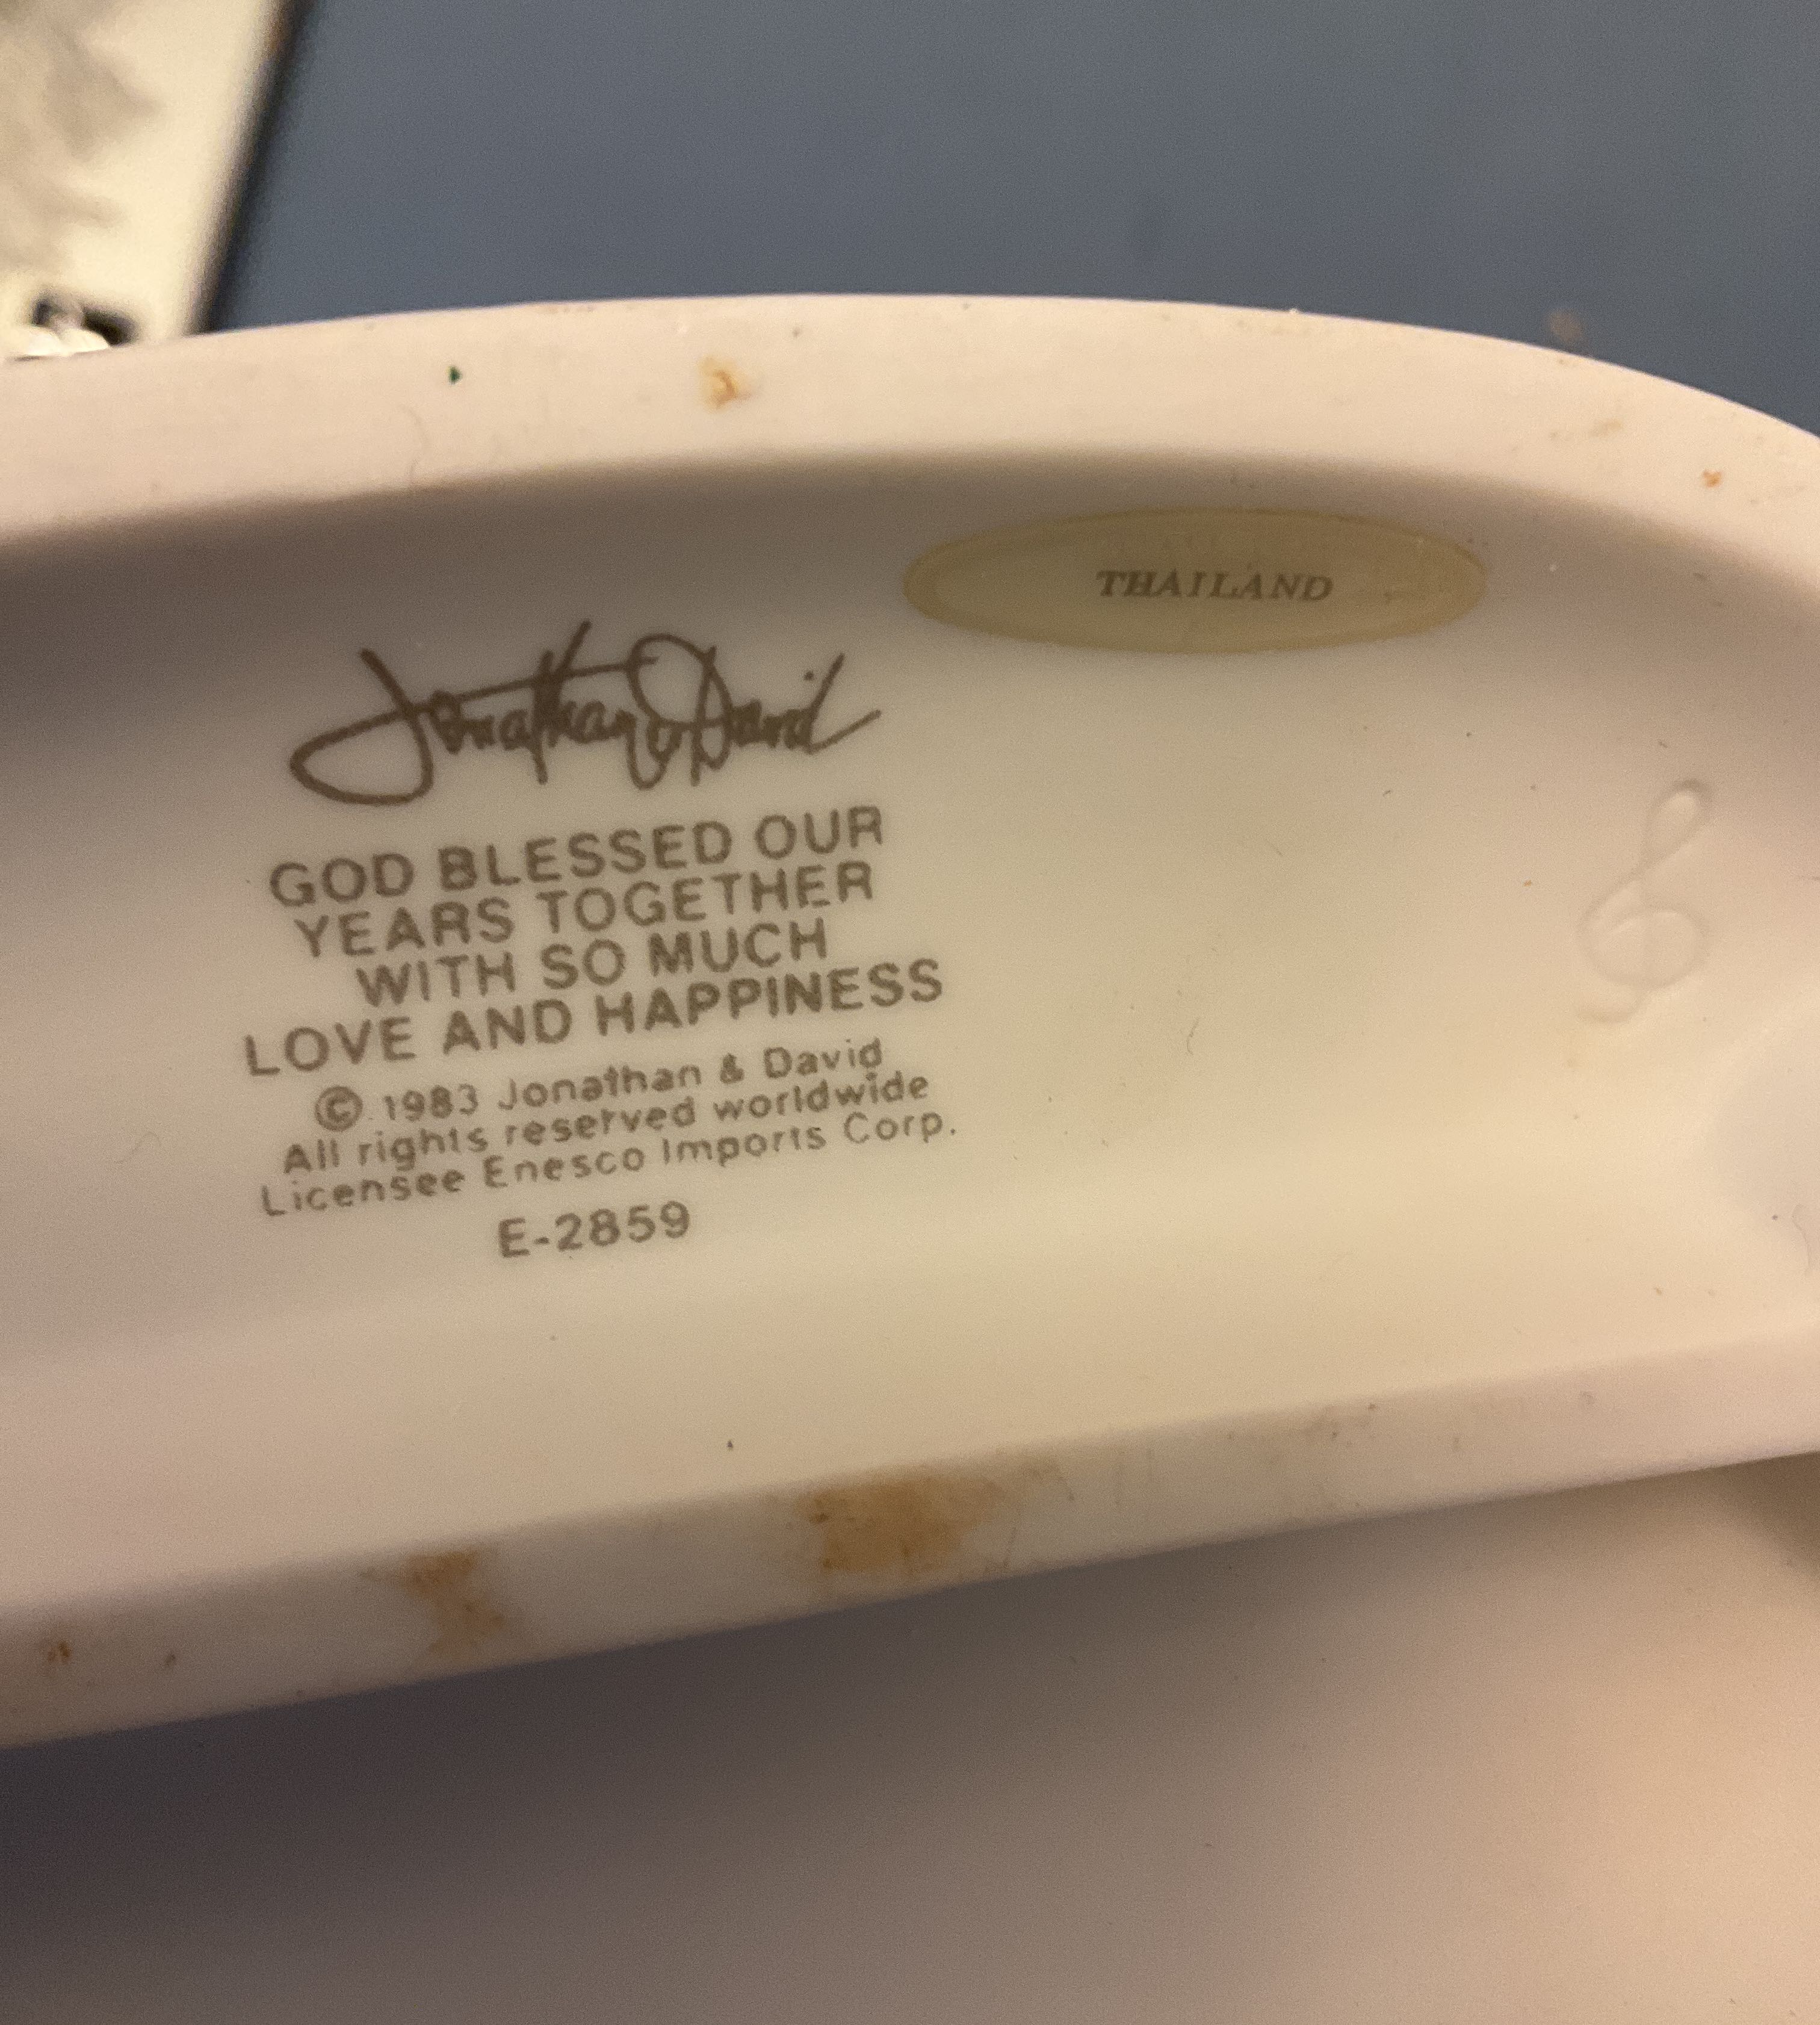 THAILAND
Jonathan & David
GOD BLESSED OUR
YEARS TOGETHER
WITH SO MUCH
LOVE AND HAPPINESS
© 1983 Jonathan & David
All rights reserved worldwide
Licensee Enesco Imports Corp.
E-2859